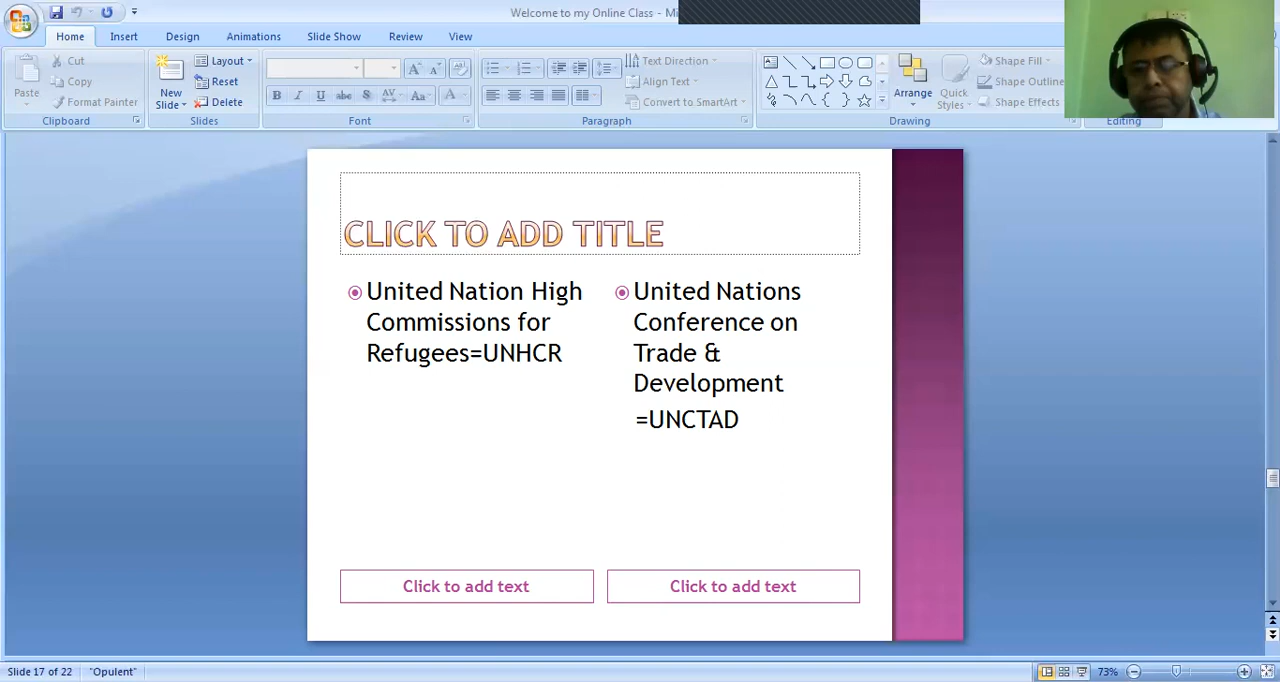 Welcome to my Online Class - Mi
Home Insert Design Animations Slide Show Review View
Cut
Copy
Format Painter
Paste
Clipboard
New
Slide
Layout
Reset
Delete
Slides
B I U abc S AV Aa A
Font
Paragraph
Text Direction
Align Text
Convert to SmartArt
Arrange
Quick
Styles
Shape Fill
Shape Outline
Shape Effects
Drawing
Editing
CLICK TO ADD TITLE
United Nation High
Commissions for
Refugees=UNHCR
United Nations
Conference on
Trade &
Development
=UNCTAD
Click to add text
Click to add text
Slide 17 of 22 "Opulent" 73%